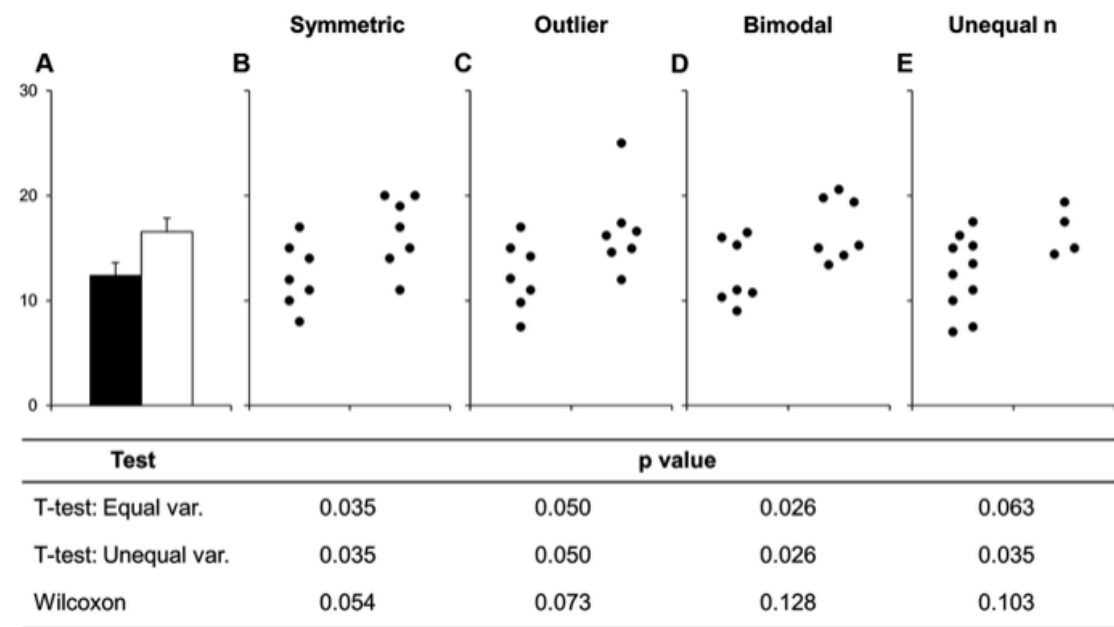 Symmetric Outlier Bimodal Unequal n
A B C D E
30
20
10
0
Test p value
T-test: Equal var. 0.035 0.050 0.026 0.063
T-test: Unequal var. 0.035 0.050 0.026 0.035
Wilcoxon 0.054 0.073 0.128 0.103